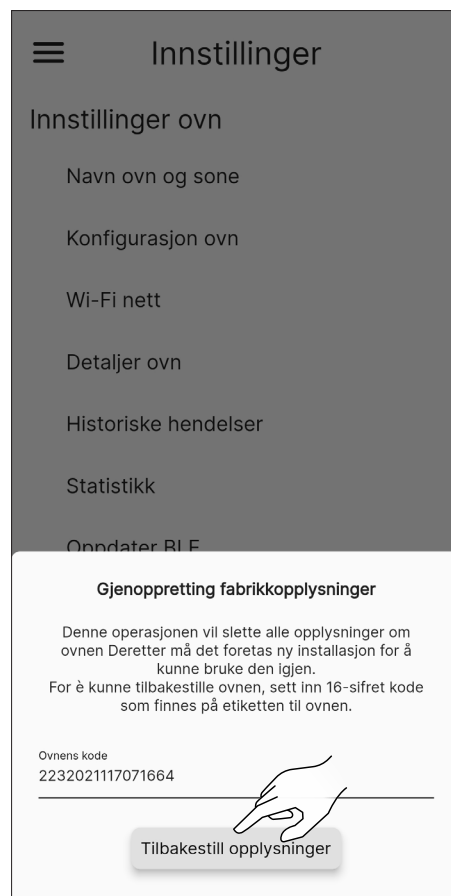 Innstillinger
Innstillinger ovn
Navn ovn og sone
Konfigurasjon ovn
Wi-Fi nett
Detaljer ovn
Historiske hendelser
Statistikk
Oppdater BLE
Gjenoppretting fabrikkopplysninger
Denne operasjonen vil slette alle opplysninger om
ovnen Deretter må det foretas ny installasjon for å
kunne bruke den igjen.
For è kunne tilbakestille ovnen, sett inn 16-sifret kode
som finnes på etiketten til ovnen.
Ovnens kode
2232021117071664
Tilbakestill opplysninger